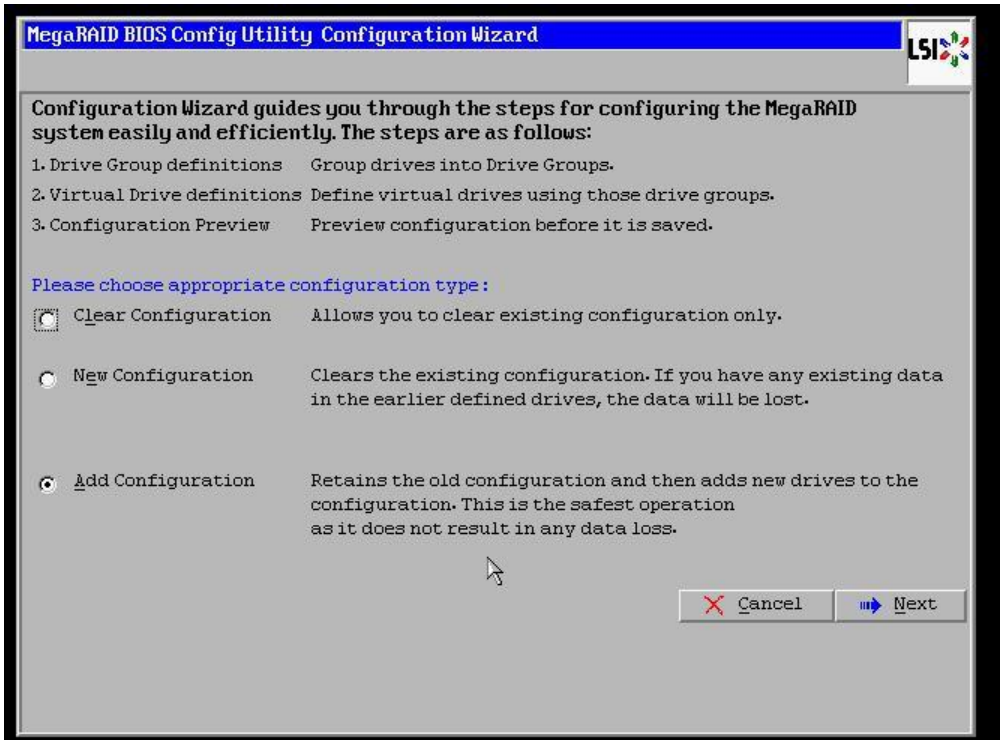 MegaRAID BIOS Config Utility Configuration Wizard
LSI
Configuration Wizard guides you through the steps for configuring the MegaRAID
system easily and efficiently. The steps are as follows:
1. Drive Group definitions Group drives into Drive Groups.
2. Virtual Drive definitions Define virtual drives using those drive groups.
3. Configuration Preview Preview configuration before it is saved.
Please choose appropriate configuration type:
Clear Configuration Allows you to clear existing configuration only.
New Configuration Clears the existing configuration. If you have any existing data
in the earlier defined drives, the data will be lost.
Add Configuration Retains the old configuration and then adds new drives to the
configuration. This is the safest operation
as it does not result in any data loss.
Cancel Next